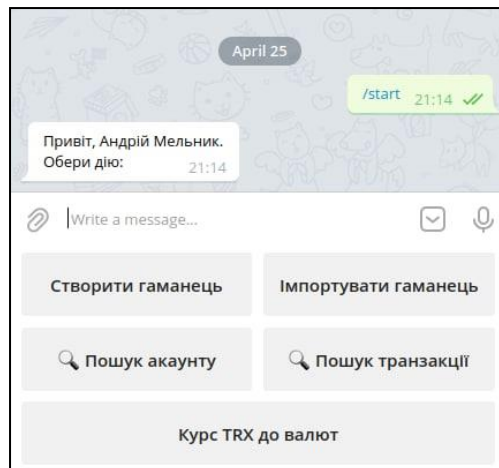 April 25
/start 21:14
Привіт, Андрій Мельник.
Обери дію: 21:14
Write a message...
Створити гаманець
Імпортувати гаманець
Пошук акаунту
Пошук транзакції
Курс TRX до валют